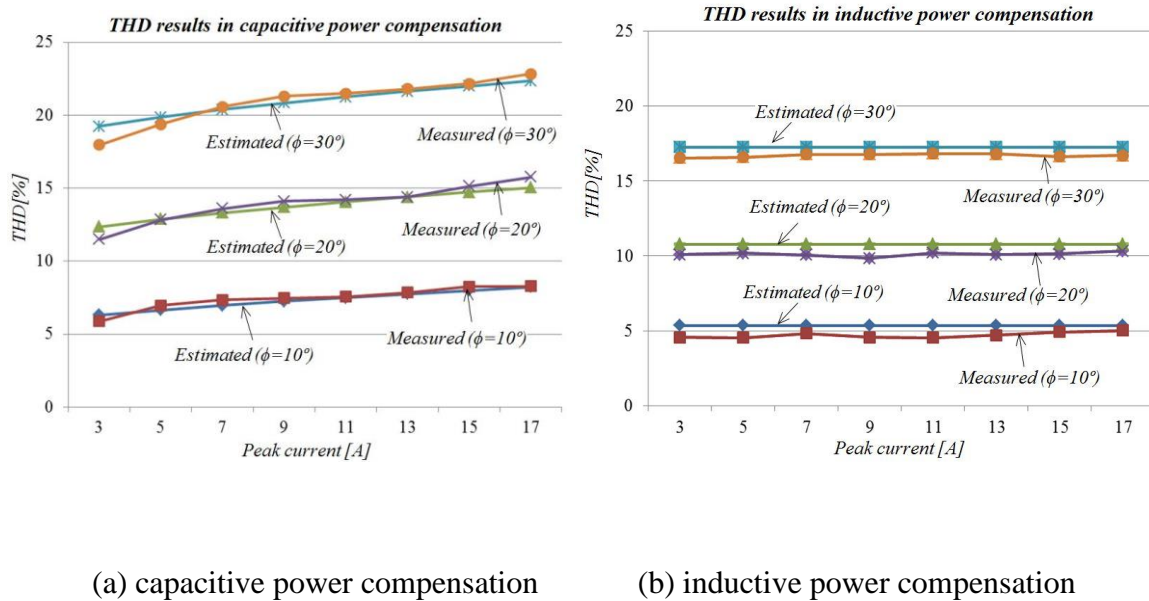 THD results in capacitive power compensation
25
20
15
10
5
0
THD[%]
Estimated (ϕ=30º)
Measured (ϕ=30º)
Estimated (ϕ=20º)
Measured (ϕ=20º)
Estimated (ϕ=10º)
Measured (ϕ=10º)
3 5 7 9 11 13 15 17
Peak current [A]
THD results in inductive power compensation
25
20
15
10
5
0
THD[%]
Estimated (ϕ=30º)
Measured (ϕ=30º)
Estimated (ϕ=20º)
Measured (ϕ=20º)
Estimated (ϕ=10º)
Measured (ϕ=10º)
3 5 7 9 11 13 15 17
Peak current [A]
(a) capacitive power compensation
(b) inductive power compensation